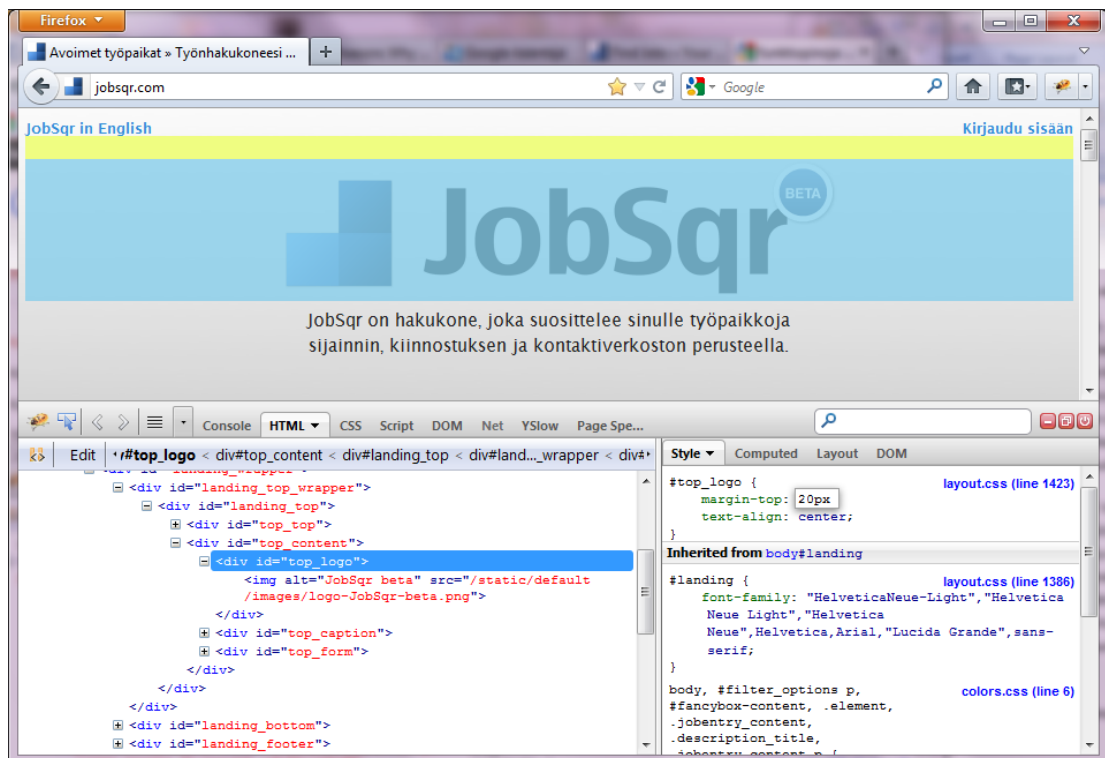 Firefox
Avoimet työpaikat » Työnhakukoneesi ...
jobsqr.com
Google
JobSqr in English
Kirjaudu sisään
JobSqr
BETA
JobSqr on hakukone, joka suosittelee sinulle työpaikkoja
sijainnin, kiinnostuksen ja kontaktiverkoston perusteella.
Console HTML CSS Script DOM Net YSlow Page Spe...
Edit
#top_logo < div#top_content < div#landing_top < div#land..._wrapper < div#
<div id="landing_wrapper">
<div id="landing_top_wrapper">
<div id="landing_top">
<div id="top_top">
<div id="top_content">
<div id="top_logo">
<img alt="JobSqr beta" src="/static/default
/images/logo-JobSqr-beta.png">
</div>
<div id="top_caption">
<div id="top_form">
</div>
</div>
</div>
<div id="landing_bottom">
<div id="landing_footer">
Style Computed Layout DOM
#top_logo {
layout.css (line 1423)
margin-top: 20px
text-align: center;
}
Inherited from body#landing
#landing {
layout.css (line 1386)
font-family: "HelveticaNeue-Light","Helvetica
Neue Light","Helvetica
Neue",Helvetica,Arial,"Lucida Grande",sans-
serif;
}
body, #filter_options p,
colors.css (line 6)
#fancybox-content, .element,
.jobentry_content,
.description_title,
.jobentry_content p {